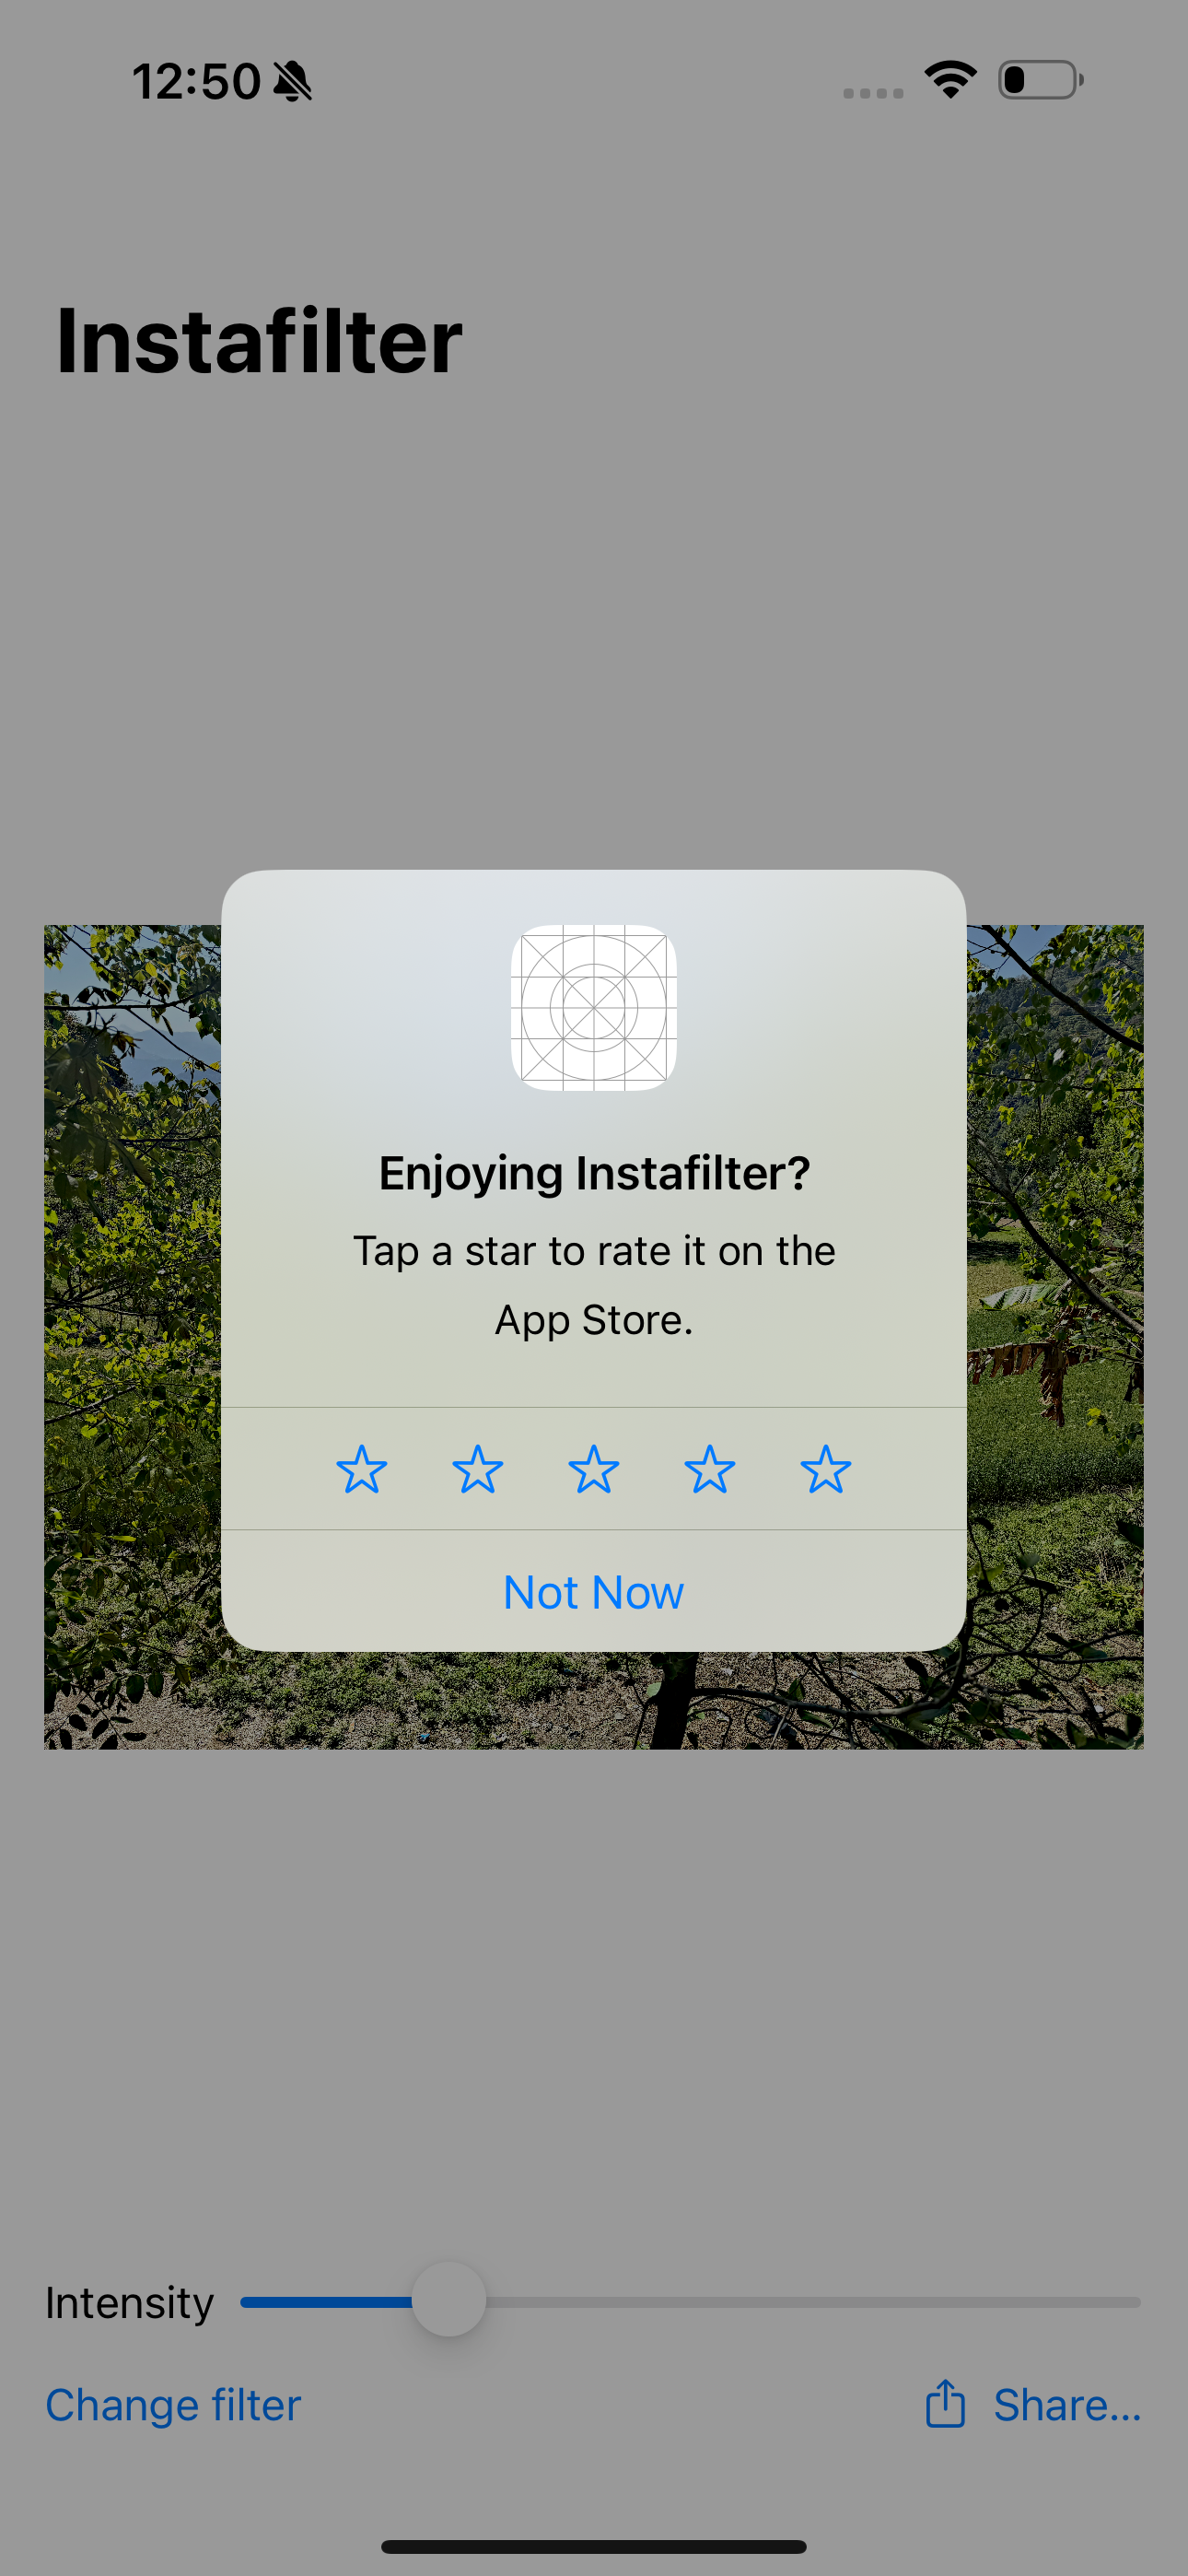 12:50
Instafilter
Enjoying Instafilter?
Tap a star to rate it on the
App Store.
Not Now
Intensity
Change filter
Share...